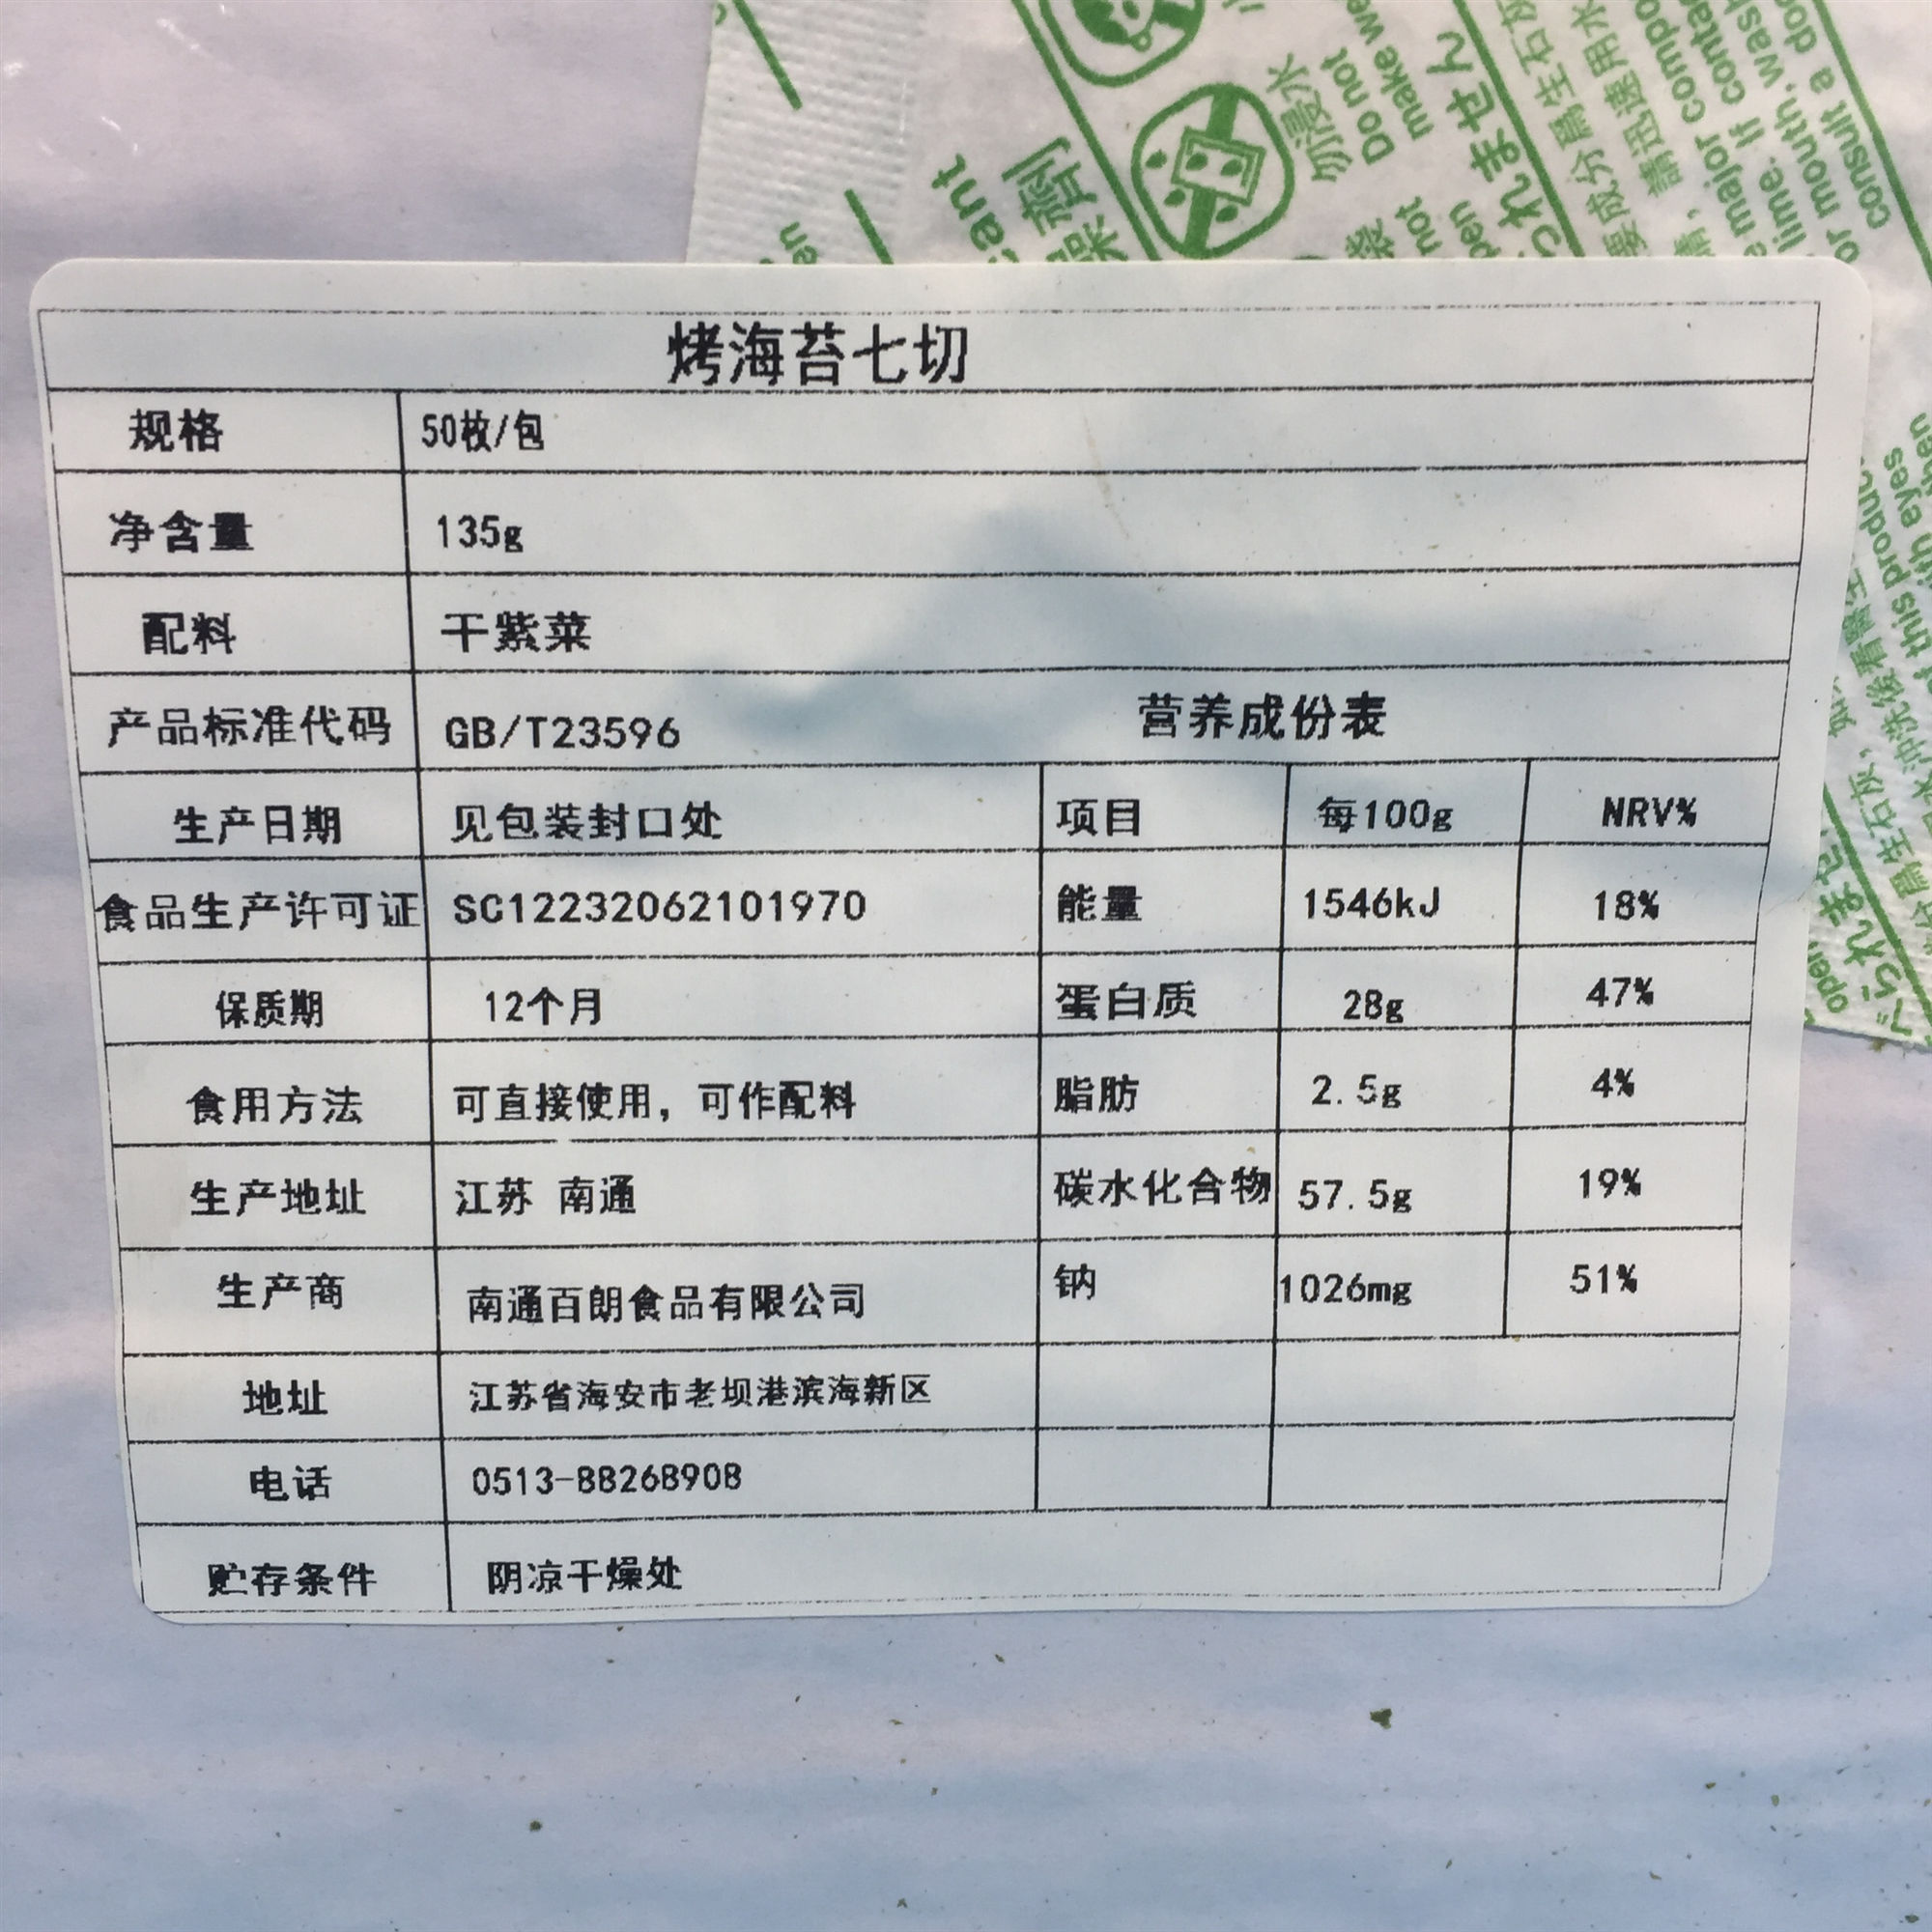 勿浸水
Do not
烤海苔七切
规格 50枚/包
净含量 135g
配料 干紫菜
产品标准代码 GB/T23596 营养成份表
生产日期 见包装封口处 项目 每100g NRV%
食品生产许可证 SC12232062101970 能量 1546kJ 18%
保质期 12个月 蛋白质 28g 47%
食用方法 可直接使用，可作配料 脂肪 2.5g 4%
生产地址 江苏 南通 碳水化合物 57.5g 19%
生产商 南通百朗食品有限公司 钠 1026mg 51%
地址 江苏省海安市老坝港滨海新区
电话 0513-88268908
贮存条件 阴凉干燥处